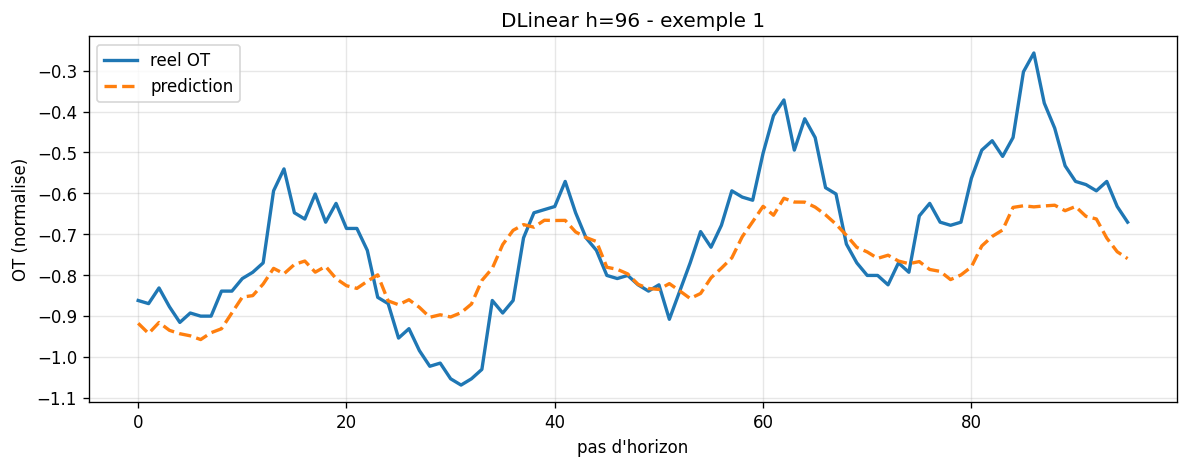 DLinear h=96 - exemple 1
reel OT
prediction
OT (normalise)
−0.3
−0.4
−0.5
−0.6
−0.7
−0.8
−0.9
−1.0
−1.1
0 20 40 60 80
pas d'horizon